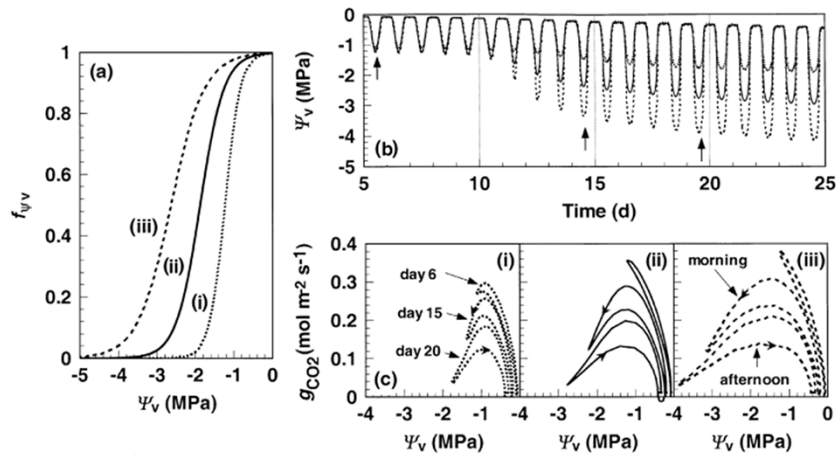 (a)
1
0.8
0.6
0.4
0.2
0
fΨv
(iii)
(ii)
(i)
-5 -4 -3 -2 -1 0
Ψv (MPa)
0
-1
-2
-3
-4
-5
Ψv (MPa)
(b)
5 10 15 20 25
Time (d)
0.4
0.3
0.2
0.1
0
gCO2 (mol m-2 s-1)
(c)
(i)
day 6
day 15
day 20
(ii)
(iii)
morning
afternoon
-4 -3 -2 -1 -4 -3 -2 -1 -4 -3 -2 -1 0
Ψv (MPa) Ψv (MPa) Ψv (MPa)